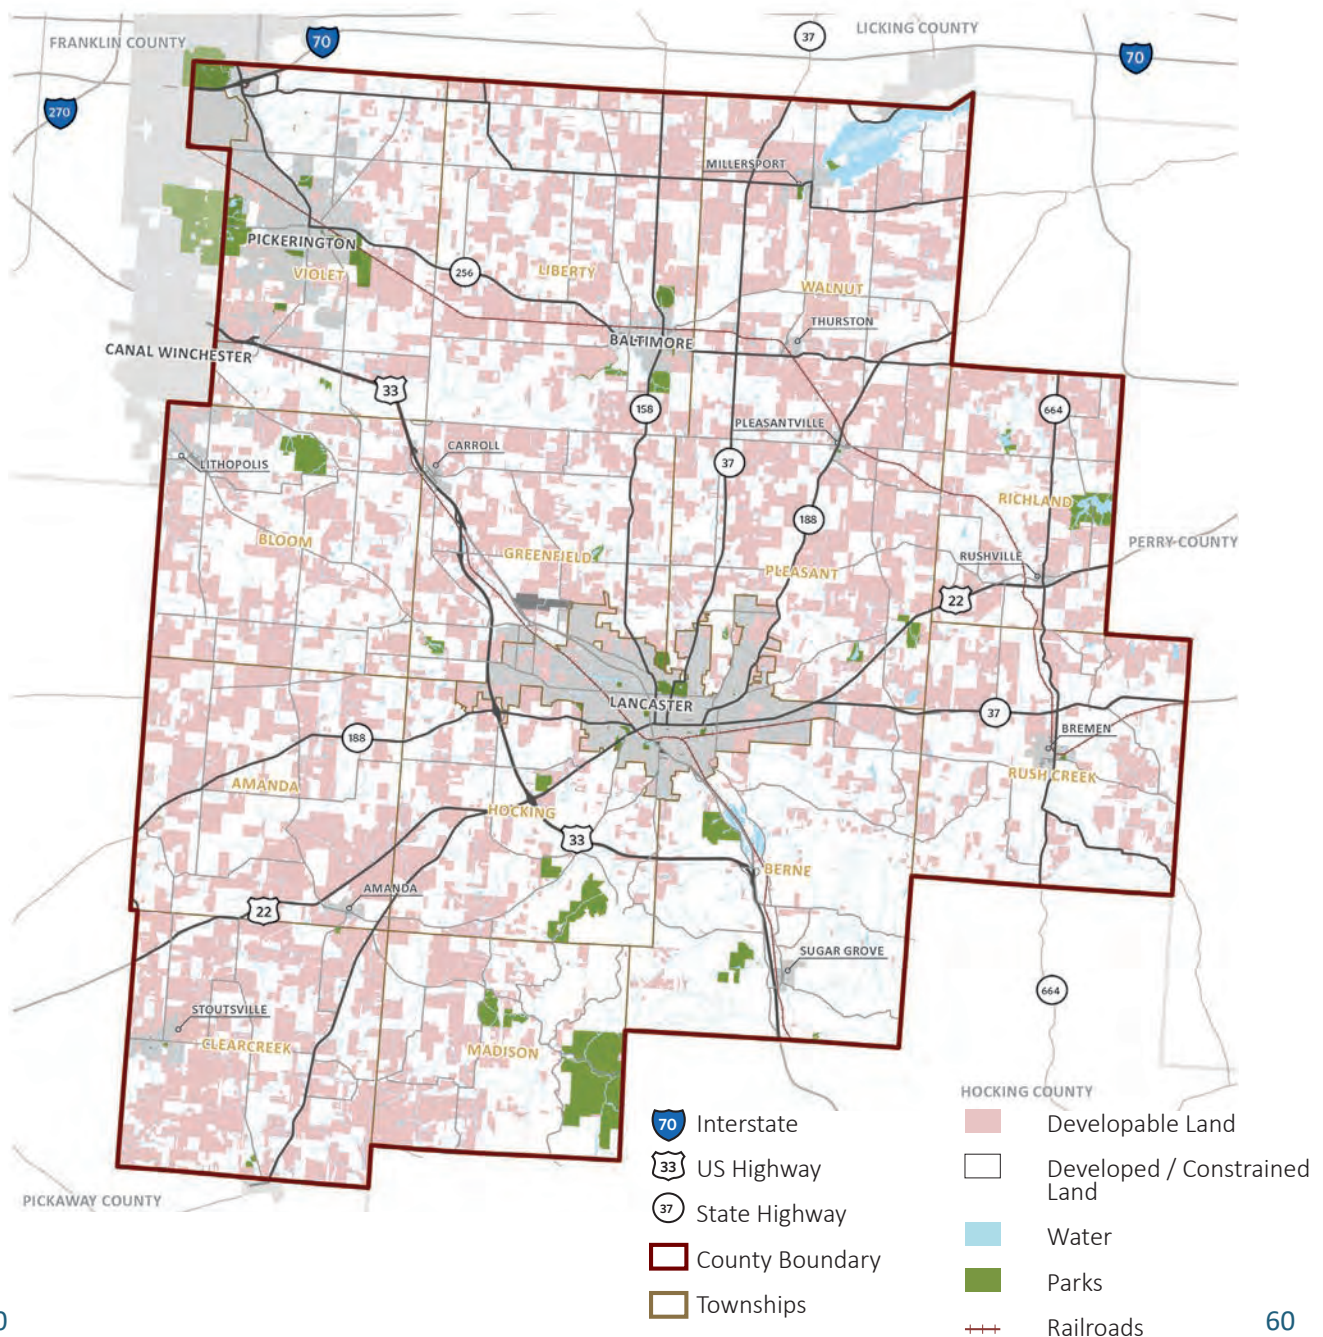 FRANKLIN COUNTY
70
37
LICKING COUNTY
70
270
MILLERSPORT
PICKERINGTON
VIOLET
256
LIBERTY
WALNUT
THURSTON
BALTIMORE
CANAL WINCHESTER
33
158
664
PLEASANTVILLE
CARROLL
LITHOPOLIS
37
RICHLAND
188
BLOOM
GREENFIELD
PERRY COUNTY
RUSHVILLE
PLEASANT
22
LANCASTER
37
188
BREMEN
AMANDA
RUSH CREEK
HOCKING
33
BERNE
AMANDA
22
SUGAR GROVE
664
STOUTSVILLE
CLEARCREEK
MADISON
HOCKING COUNTY
PICKAWAY COUNTY
70 Interstate
33 US Highway
37 State Highway
County Boundary
Townships
Developable Land
Developed / Constrained
Land
Water
Parks
Railroads
0
60